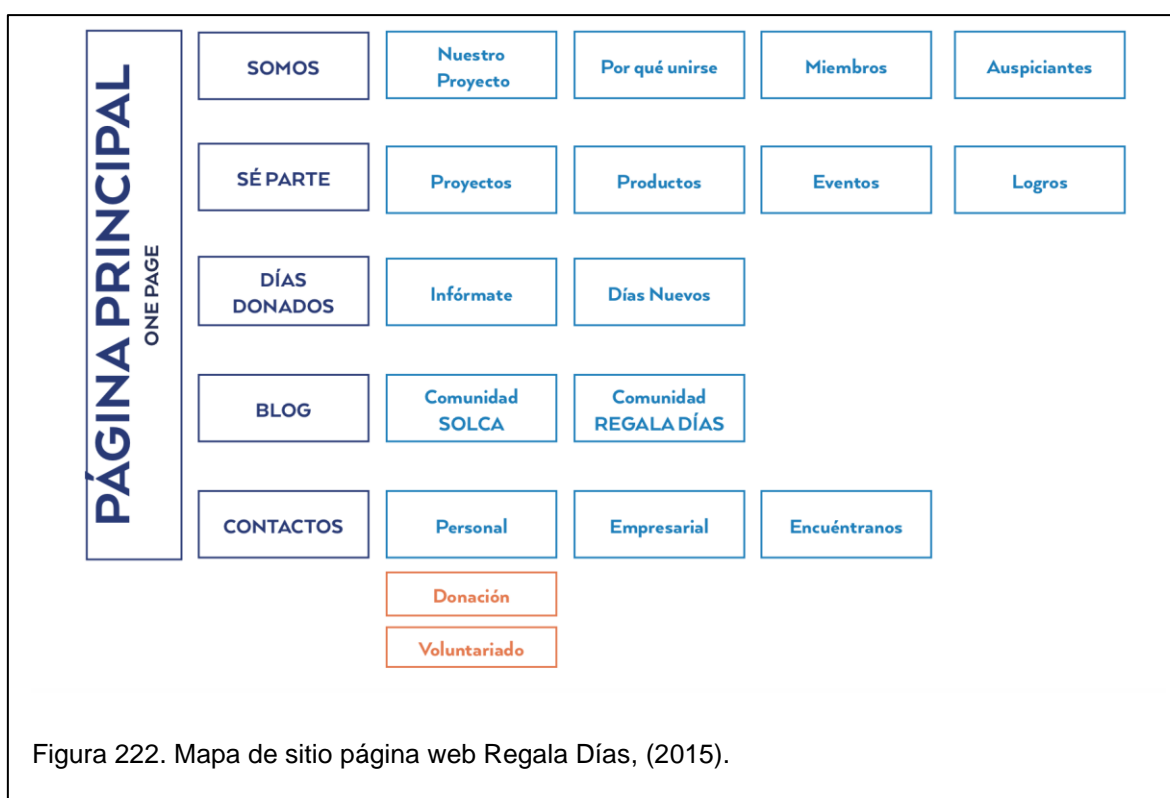 PÁGINA PRINCIPAL
ONE PAGE
SOMOS
Nuestro
Proyecto
Por qué unirse
Miembros
Auspiciantes
SÉ PARTE
Proyectos
Productos
Eventos
Logros
DÍAS
DONADOS
Infórmate
Días Nuevos
BLOG
Comunidad
SOLCA
Comunidad
REGALA DÍAS
CONTACTOS
Personal
Empresarial
Encuéntranos
Donación
Voluntariado
Figura 222. Mapa de sitio página web Regala Días, (2015).